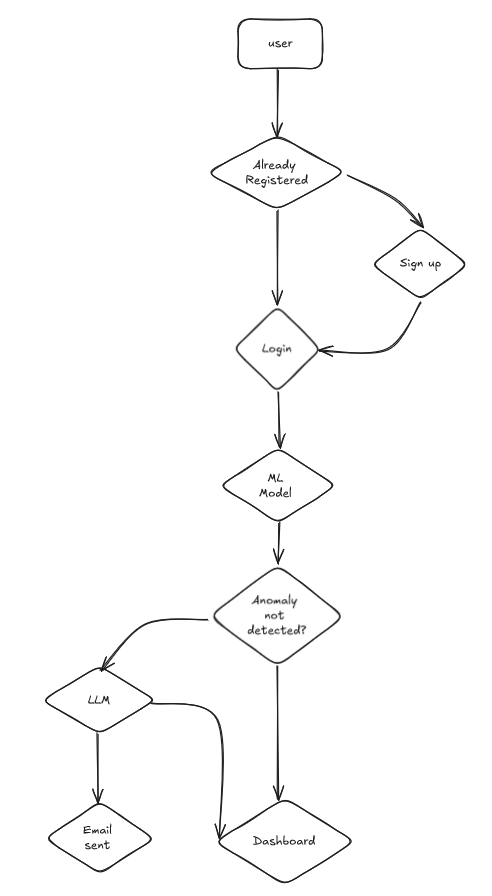 user
Already
Registered
Sign up
Login
ML
Model
Anomaly
not
detected?
LLM
Email
sent
Dashboard